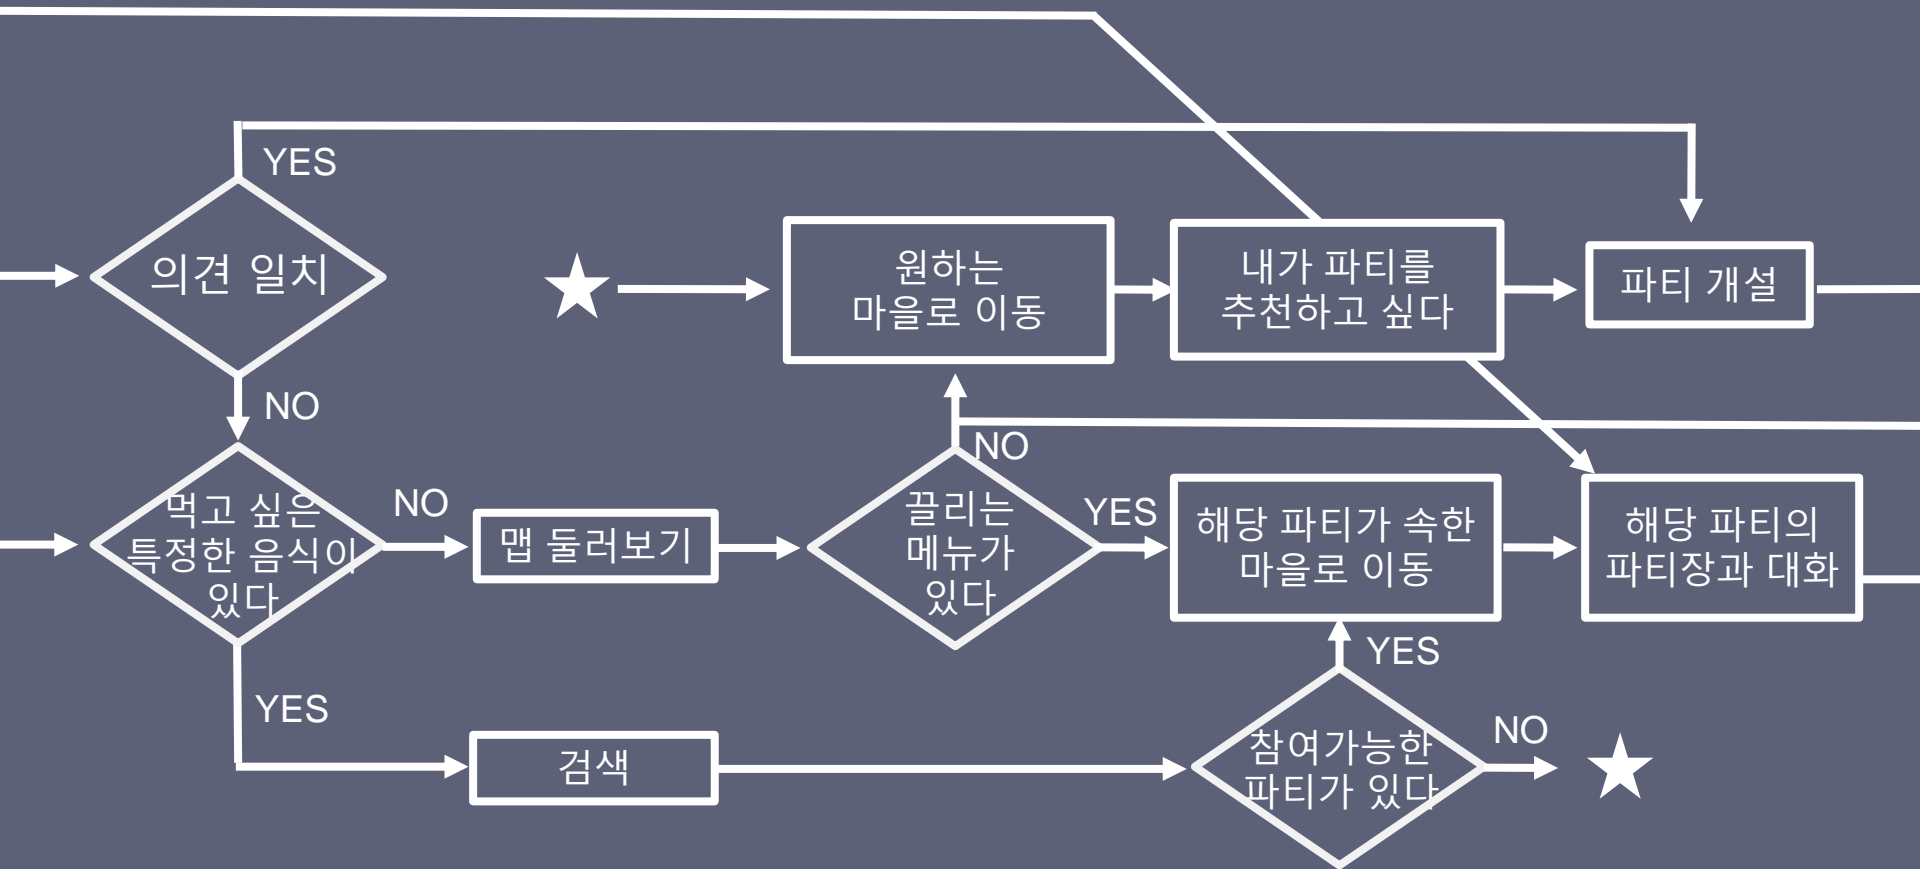 YES
의견 일치
NO
원하는
마을로 이동
내가 파티를
추천하고 싶다
파티 개설
먹고 싶은
특정한 음식이
있다
NO
맵 둘러보기
NO
끌리는
메뉴가
있다
YES
해당 파티가 속한
마을로 이동
해당 파티의
파티장과 대화
YES
검색
YES
참여가능한
파티가 있다
NO